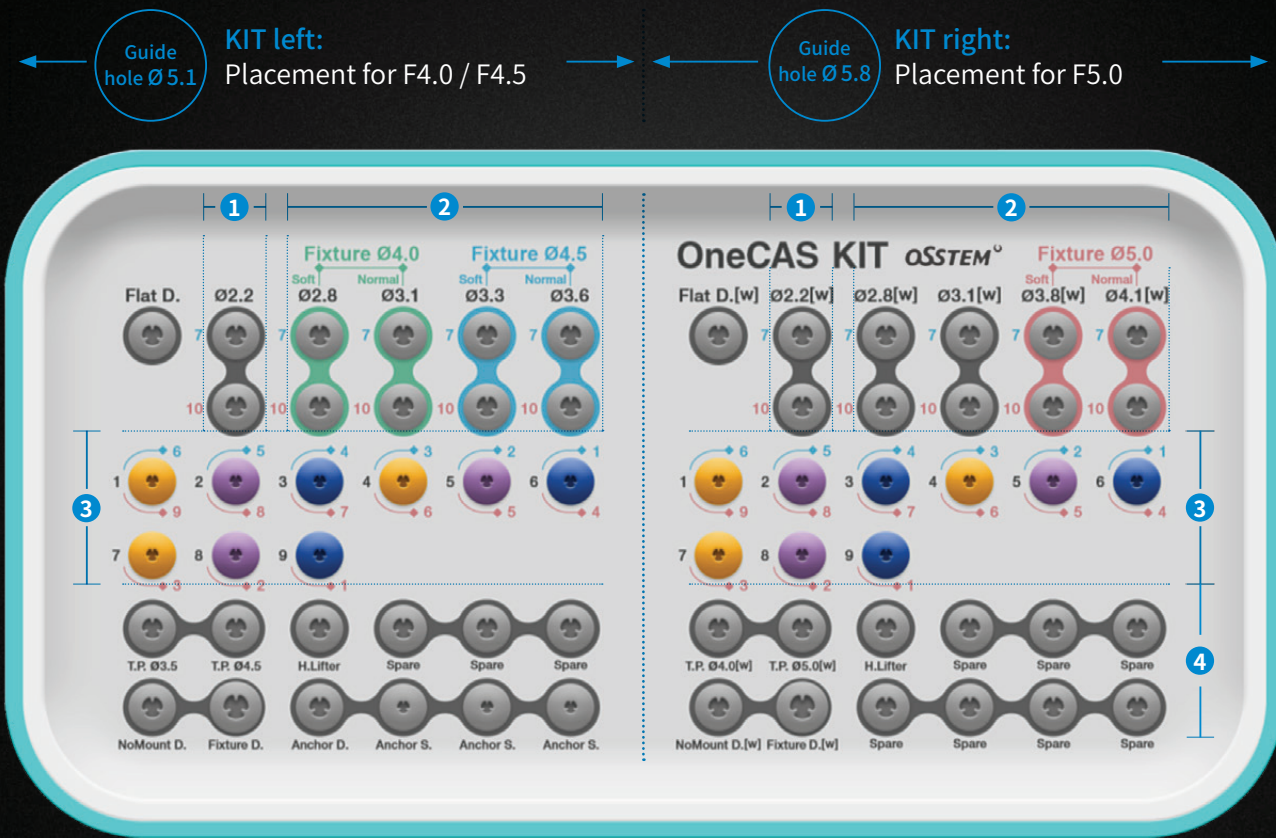 Guide
hole Ø 5.1
KIT left:
Placement for F4.0 / F4.5
Guide
hole Ø 5.8
KIT right:
Placement for F5.0
1 2 1 2
Fixture Ø4.0 Fixture Ø4.5
Soft Normal Soft Normal
Flat D. Ø2.2 Ø2.8 Ø3.1 Ø3.3 Ø3.6
7 7 7 7 7
10 10 10 10 10
6 5 4 3 2 1
1 2 3 4 5 6
9 8 7 6 5 4
3
7 8 9
3 2 1
T.P. Ø3.5 T.P. Ø4.5 H.Lifter Spare Spare Spare
NoMount D. Fixture D. Anchor D. Anchor S. Anchor S. Anchor S.
OneCAS KIT OSSTEM
Fixture Ø5.0
Soft Normal
Flat D.[w] Ø2.2[w] Ø2.8[w] Ø3.1[w] Ø3.8[w] Ø4.1[w]
7 7 7 7 7
10 10 10 10 10
6 5 4 3 2 1
1 2 3 4 5 6
9 8 7 6 5 4
3
7 8 9
3 2 1
T.P. Ø4.0[w] T.P. Ø5.0[w] H.Lifter Spare Spare Spare
4
NoMount D.[w] Fixture D.[w] Spare Spare Spare Spare